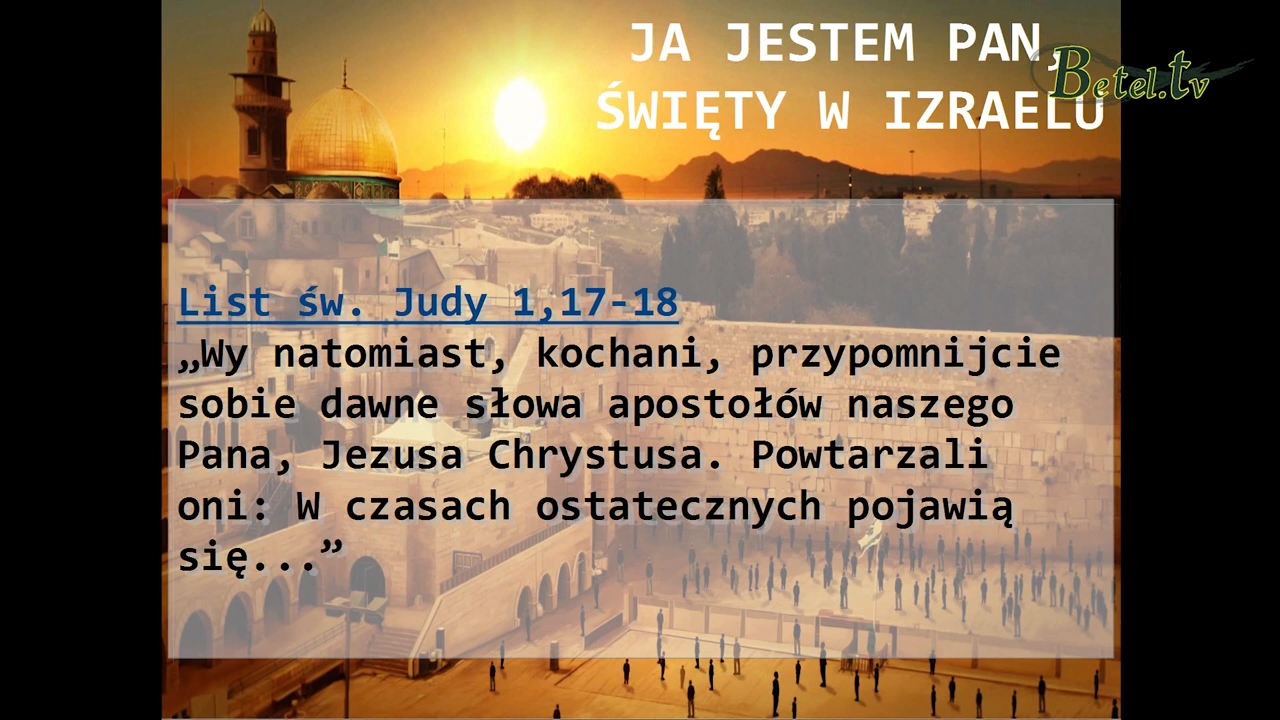 JA JESTEM PAN,
ŚWIĘTY W IZRAELU
Betel.tv
List św. Judy 1,17-18
„Wy natomiast, kochani, przypomnijcie
sobie dawne słowa apostołów naszego
Pana, Jezusa Chrystusa. Powtarzali
oni: W czasach ostatecznych pojawią
się...”